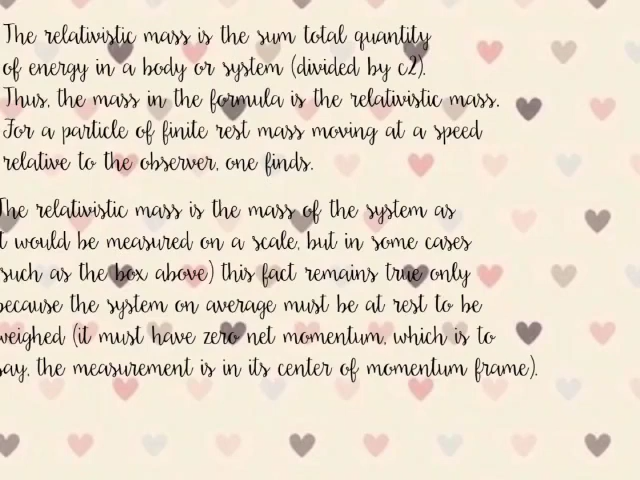 The relativistic mass is the sum total quantity
of energy in a body or system (divided by c2).
Thus, the mass in the formula is the relativistic mass.
For a particle of finite rest mass moving at a speed
relative to the observer, one finds.
The relativistic mass is the mass of the system as
t would be measured on a scale, but in some cases
such as the box above) this fact remains true only
because the system on average must be at rest to be
weighed (it must have zero net momentum, which is to
say, the measurement is in its center of momentum frame).